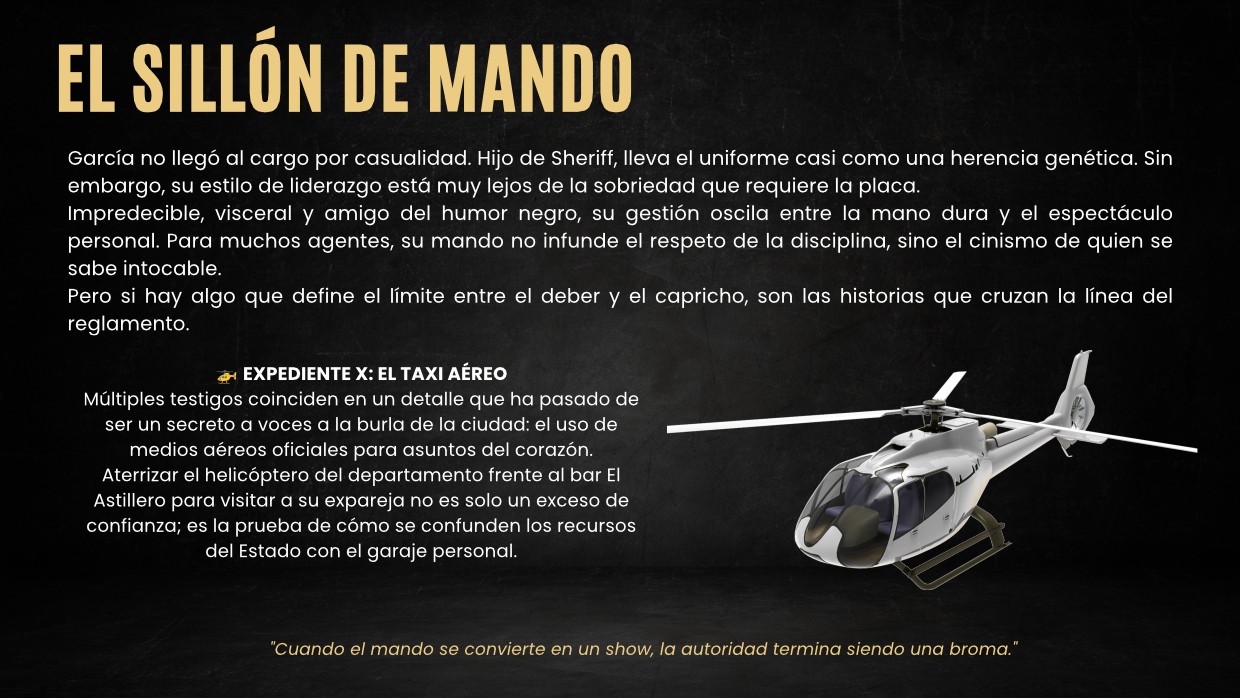 EL SILLÓN DE MANDO
García no llegó al cargo por casualidad. Hijo de Sheriff, lleva el uniforme casi como una herencia genética. Sin
embargo, su estilo de liderazgo está muy lejos de la sobriedad que requiere la placa.
Impredecible, visceral y amigo del humor negro, su gestión oscila entre la mano dura y el espectáculo
personal. Para muchos agentes, su mando no infunde el respeto de la disciplina, sino el cinismo de quien se
sabe intocable.
Pero si hay algo que define el límite entre el deber y el capricho, son las historias que cruzan la línea del
reglamento.
🚁 EXPEDIENTE X: EL TAXI AÉREO
Múltiples testigos coinciden en un detalle que ha pasado de
ser un secreto a voces a la burla de la ciudad: el uso de
medios aéreos oficiales para asuntos del corazón.
Aterrizar el helicóptero del departamento frente al bar El
Astillero para visitar a su expareja no es solo un exceso de
confianza; es la prueba de cómo se confunden los recursos
del Estado con el garaje personal.
"Cuando el mando se convierte en un show, la autoridad termina siendo una broma."